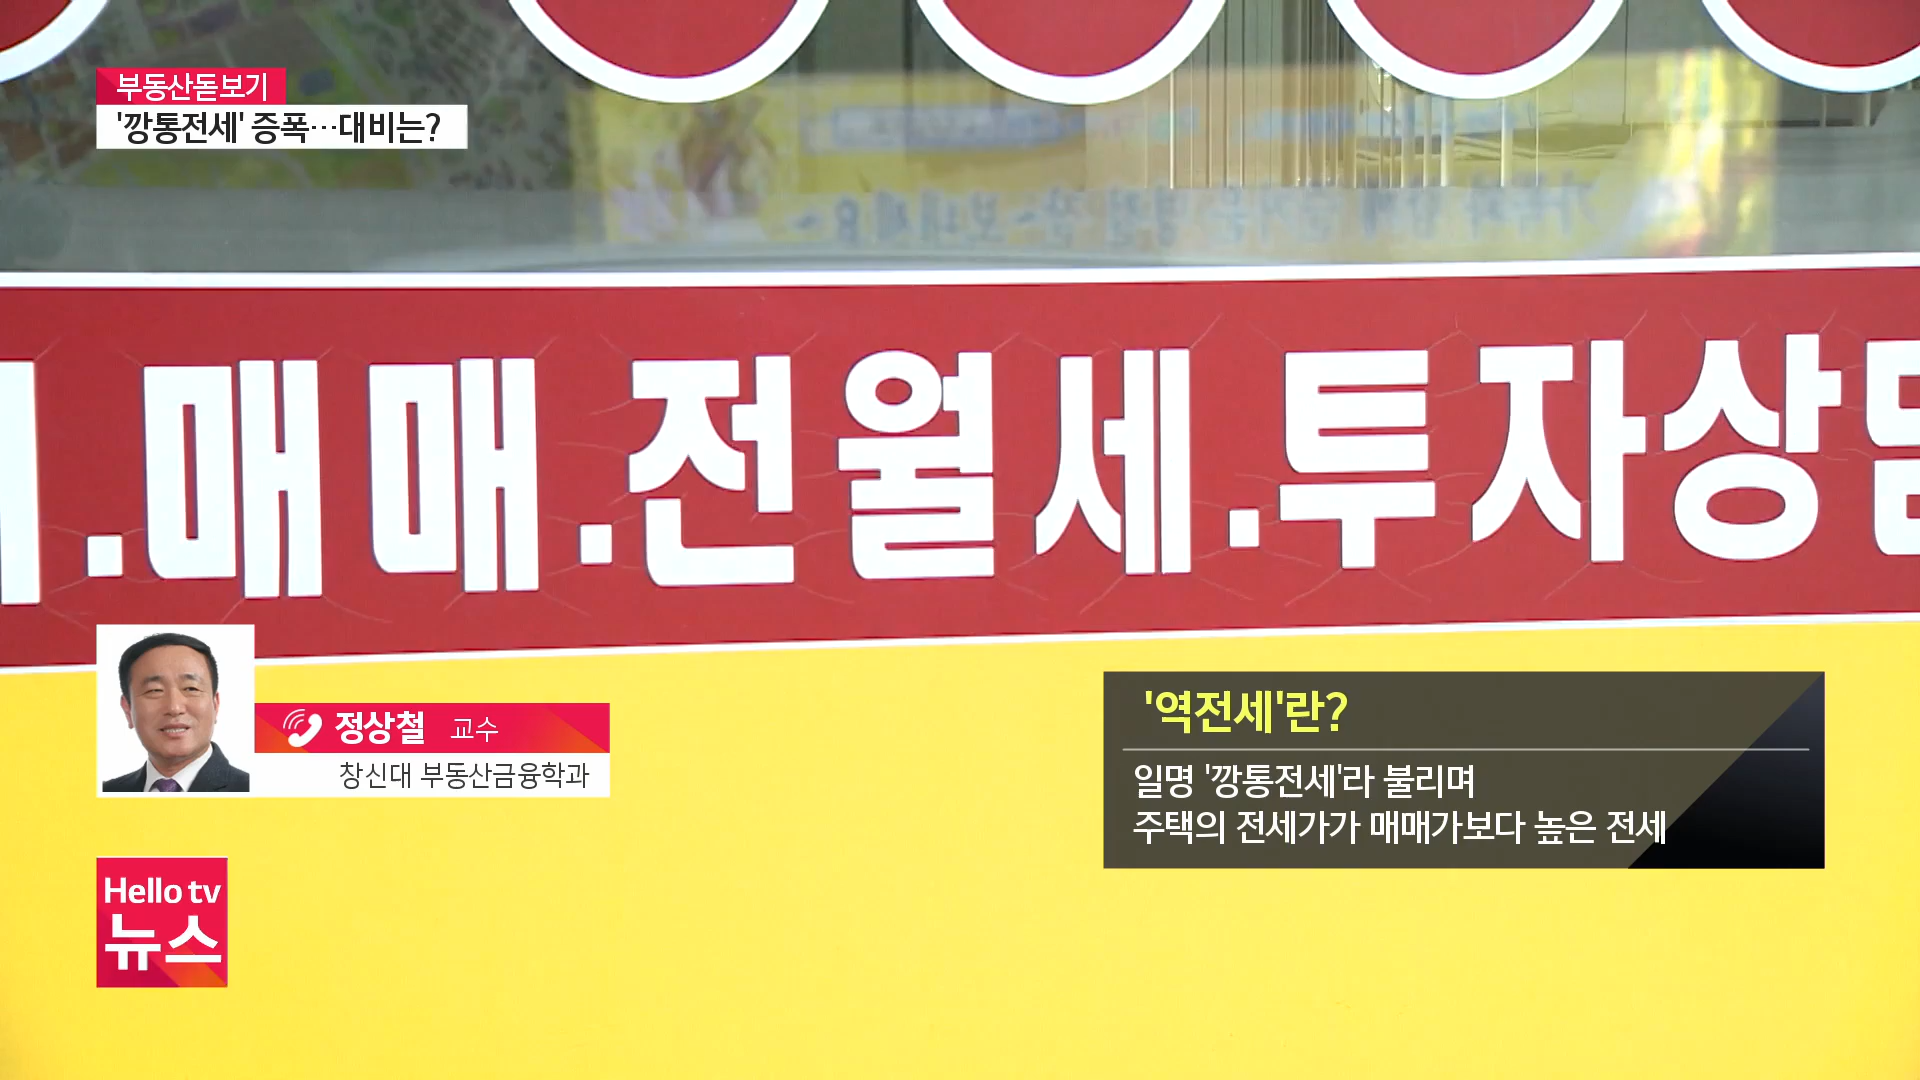 부동산돋보기
'깡통전세' 증폭…대비는?
.매매.전월세.투자상담
정상철 교수
창신대 부동산금융학과
'역전세'란?
일명 '깡통전세'라 불리며
주택의 전세가가 매매가보다 높은 전세
Hello tv
뉴스